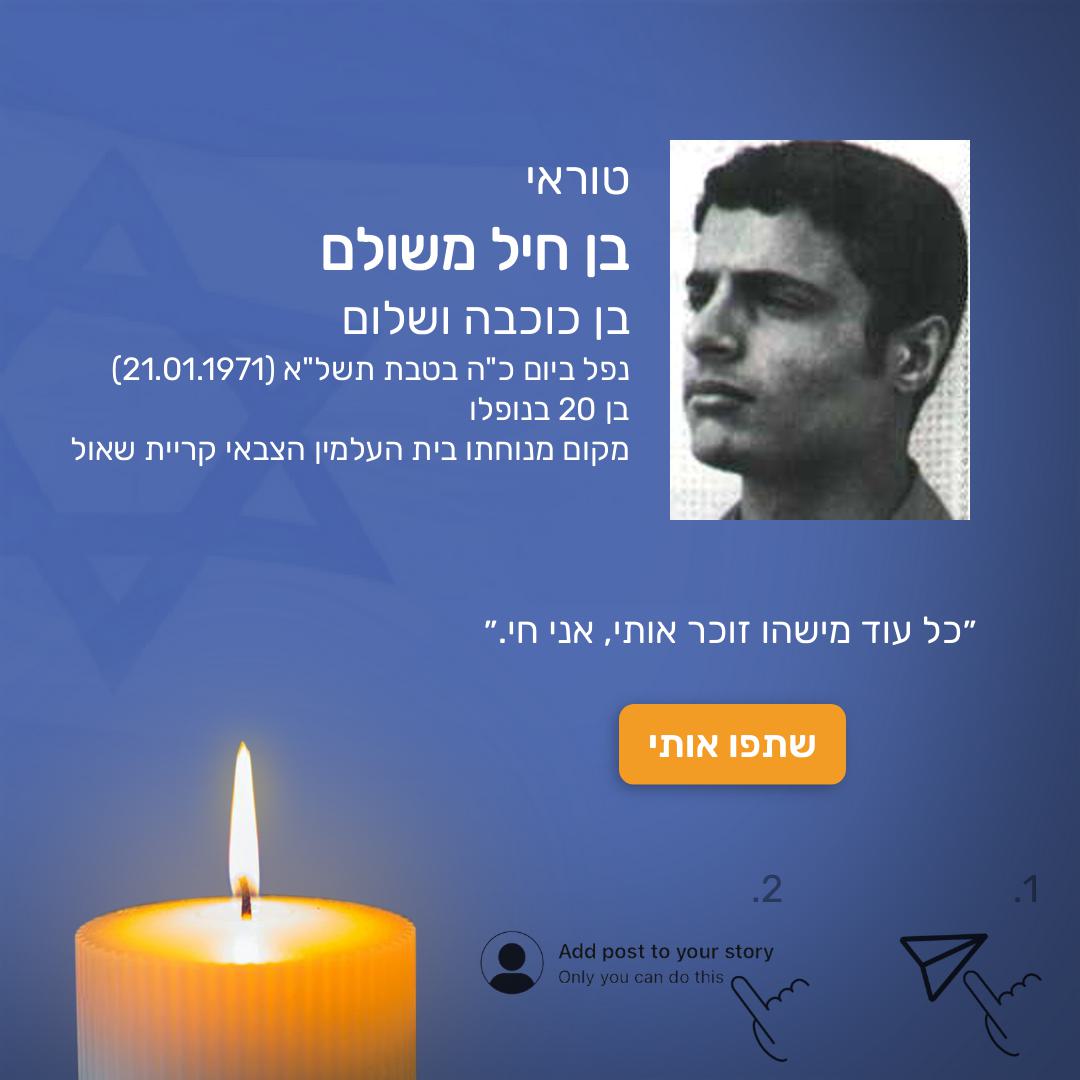 טוראי
בן חיל משולם
בן כוכבה ושלום
נפל ביום כ"ה בטבת תשל"א (21.01.1971)
בן 20 בנופלו
מקום מנוחתו בית העלמין הצבאי קריית שאול
״כל עוד מישהו זוכר אותי, אני חי.״
שתפו אותי
1.
2.
Add post to your story
Only you can do this